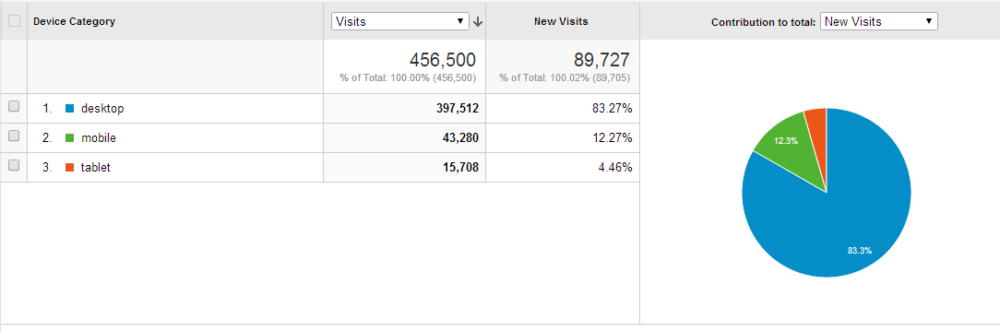 Device Category Visits New Visits Contribution to total: New Visits
456,500 89,727
% of Total: 100.00% (456,500) % of Total: 100.02% (89,705)
1. desktop 397,512 83.27%
2. mobile 43,280 12.27%
3. tablet 15,708 4.46%
12.3%
83.3%